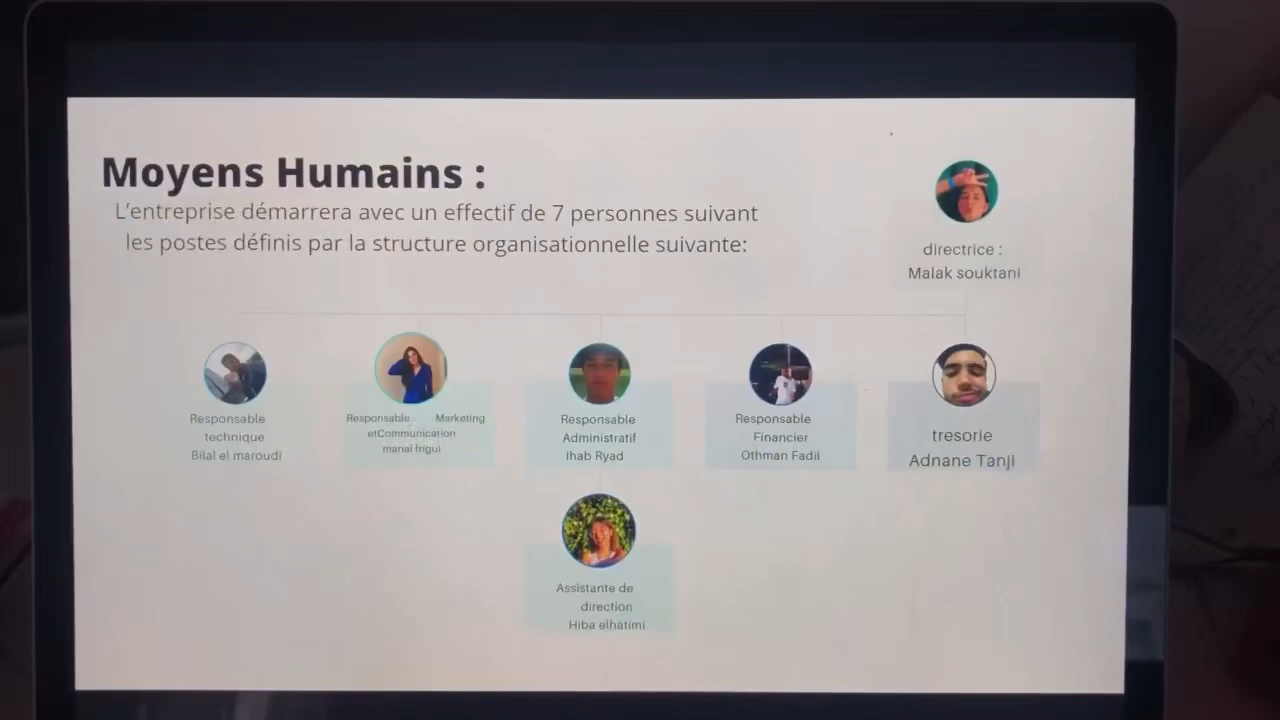 Moyens Humains :
L'entreprise démarrera avec un effectif de 7 personnes suivant
les postes définis par la structure organisationnelle suivante:
directrice :
Malak souktani
Responsable
technique
Bilal el maroudi
Responsable Marketing
etCommunication
manal frigui
Responsable
Administratif
Ihab Ryad
Responsable
Financier
Othman Fadil
tresorie
Adnane Tanji
Assistante de
direction
Hiba elhatimi